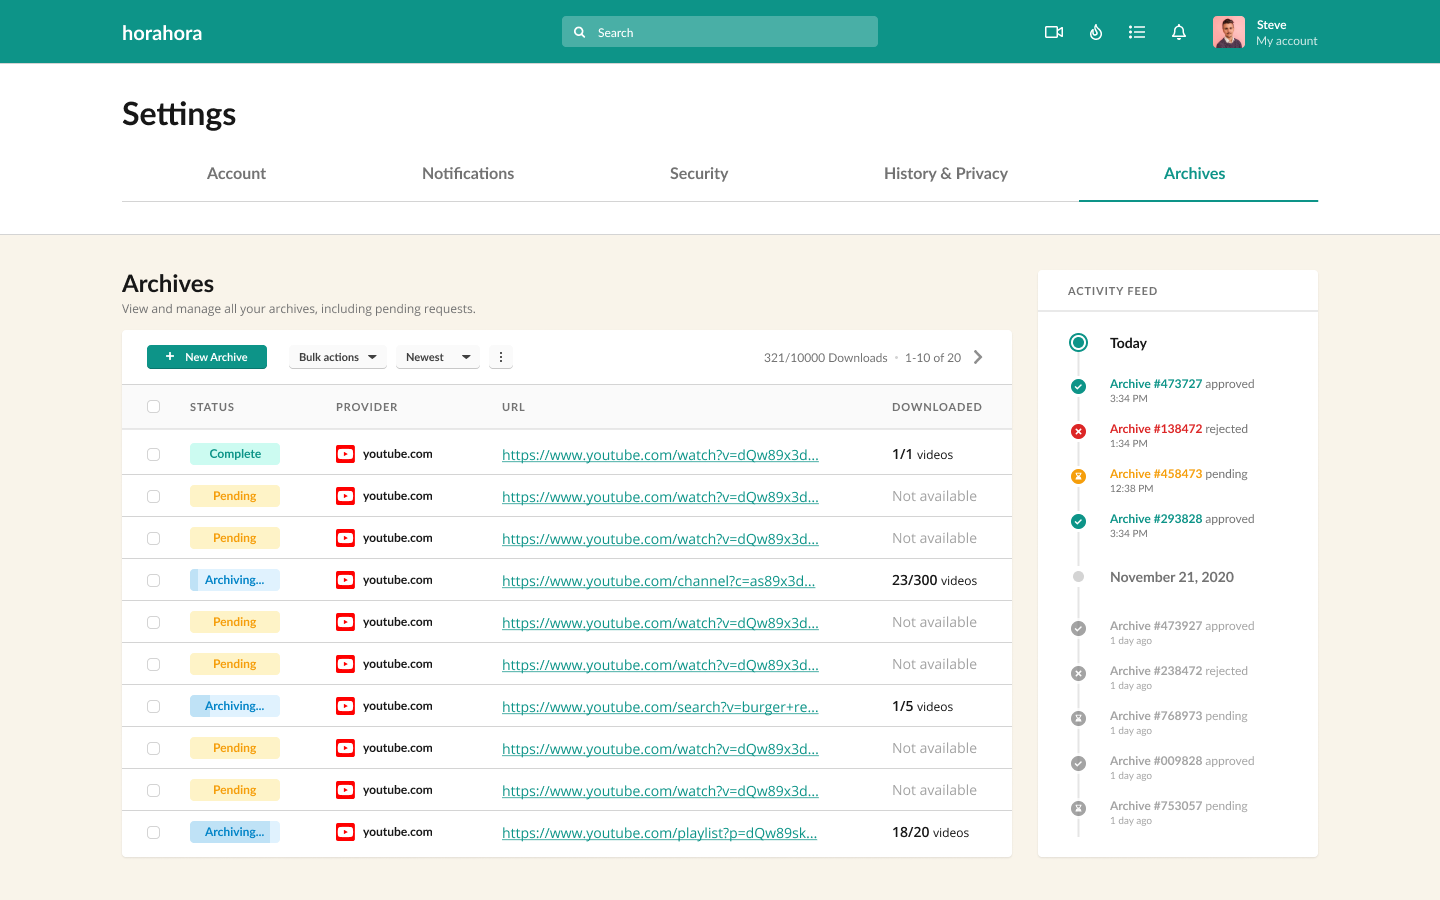 horahora
Search
Steve
My account
Settings
Account Notifications Security History & Privacy Archives
Archives
View and manage all your archives, including pending requests.
+ New Archive Bulk actions Newest 321/10000 Downloads • 1-10 of 20
STATUS PROVIDER URL DOWNLOADED
Complete youtube.com https://www.youtube.com/watch?v=dQw89x3d... 1/1 videos
Pending youtube.com https://www.youtube.com/watch?v=dQw89x3d... Not available
Pending youtube.com https://www.youtube.com/watch?v=dQw89x3d... Not available
Archiving... youtube.com https://www.youtube.com/channel?c=as89x3d... 23/300 videos
Pending youtube.com https://www.youtube.com/watch?v=dQw89x3d... Not available
Pending youtube.com https://www.youtube.com/watch?v=dQw89x3d... Not available
Archiving... youtube.com https://www.youtube.com/search?v=burger+re... 1/5 videos
Pending youtube.com https://www.youtube.com/watch?v=dQw89x3d... Not available
Pending youtube.com https://www.youtube.com/watch?v=dQw89x3d... Not available
Archiving... youtube.com https://www.youtube.com/playlist?p=dQw89sk... 18/20 videos
ACTIVITY FEED
Today
Archive #473727 approved
3:34 PM
Archive #138472 rejected
1:34 PM
Archive #458473 pending
12:38 PM
Archive #293828 approved
3:34 PM
November 21, 2020
Archive #473927 approved
1 day ago
Archive #238472 rejected
1 day ago
Archive #768973 pending
1 day ago
Archive #009828 approved
1 day ago
Archive #753057 pending
1 day ago